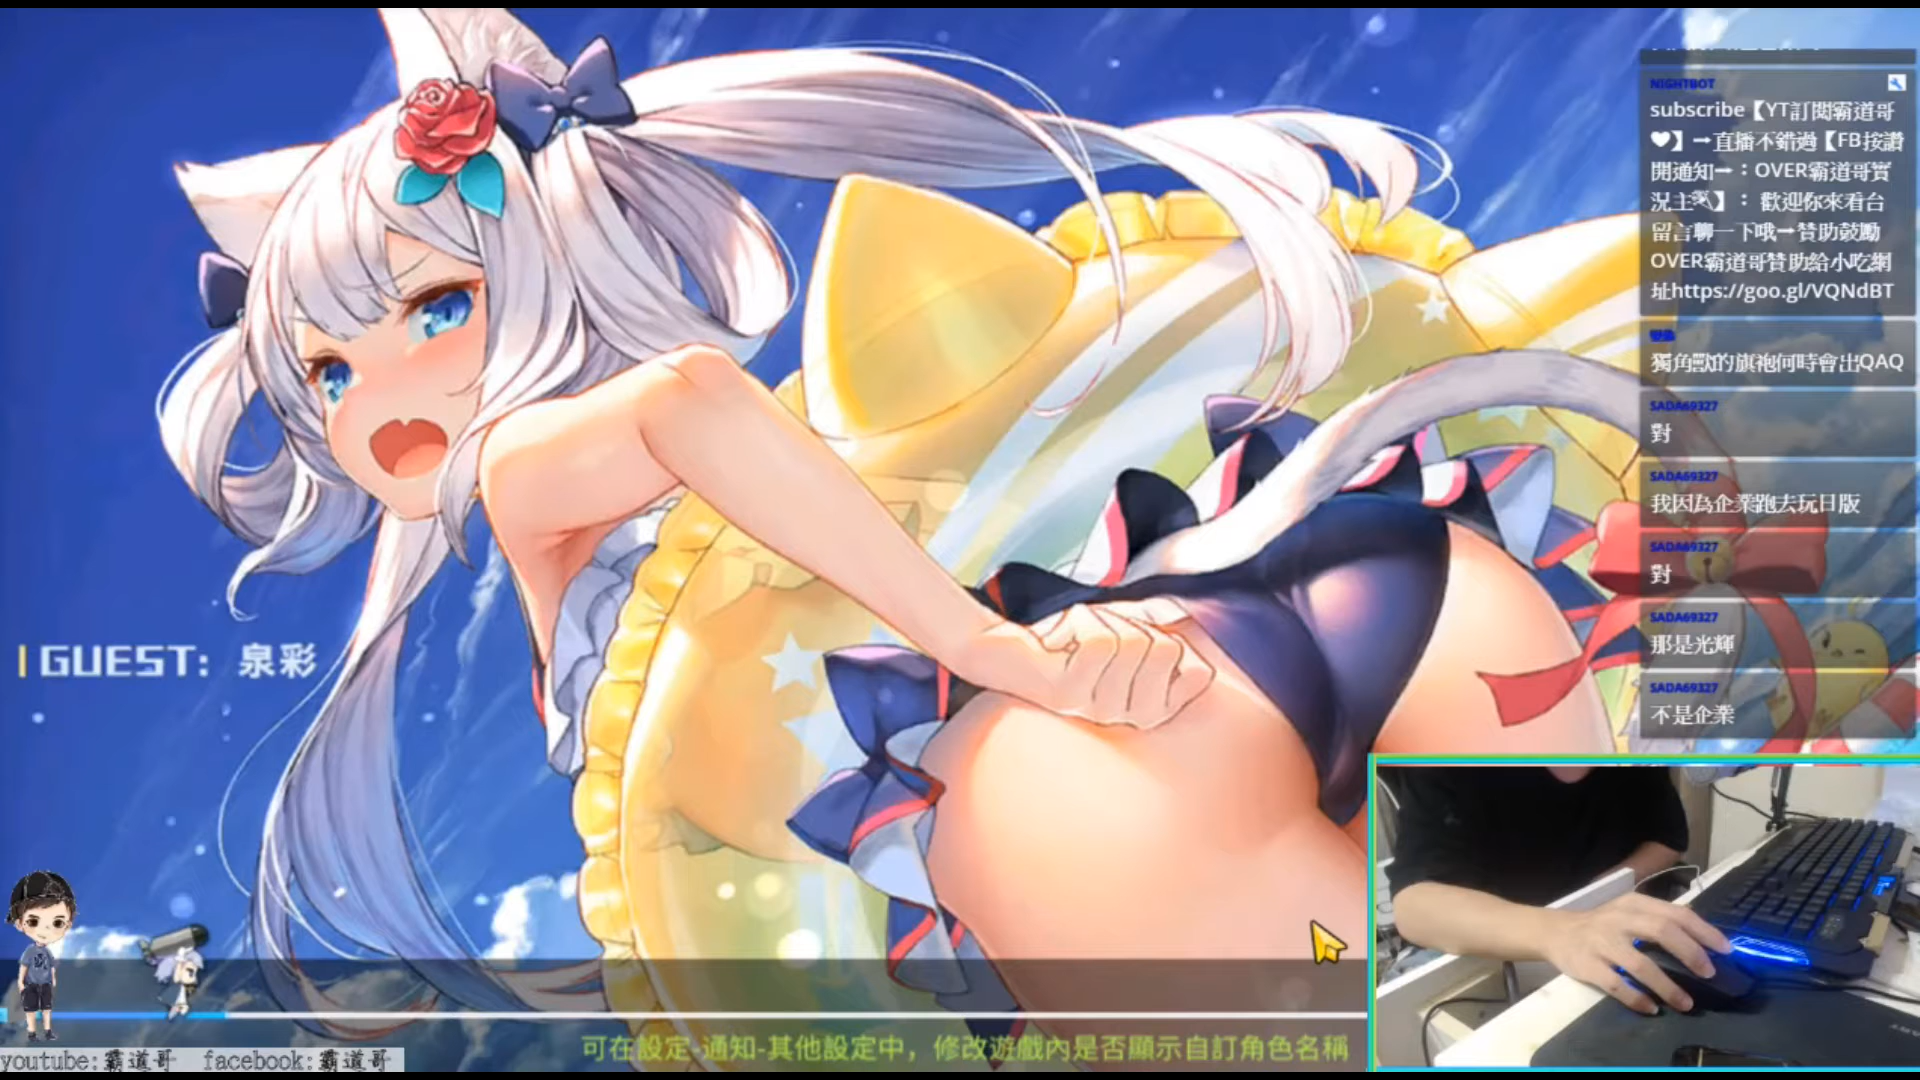 NIGHTBOT
subscribe【YT訂閱霸道哥
❤】➡直播不錯過【FB按讚
開通知➡：OVER霸道哥實
況主】：歡迎你來看台
留言聊一下哦➡贊助鼓勵
OVER霸道哥贊助給小吃網
址https://goo.gl/VQNdBT
獨角獸的旗袍何時會出QAQ
SADA69327
對
SADA69327
我因為企業跑去玩日版
SADA69327
對
SADA69327
那是光輝
SADA69327
不是企業
GUEST: 泉彩
可在設定-通知-其他設定中，修改遊戲內是否顯示自訂角色名稱
youtube:霸道哥 facebook:霸道哥